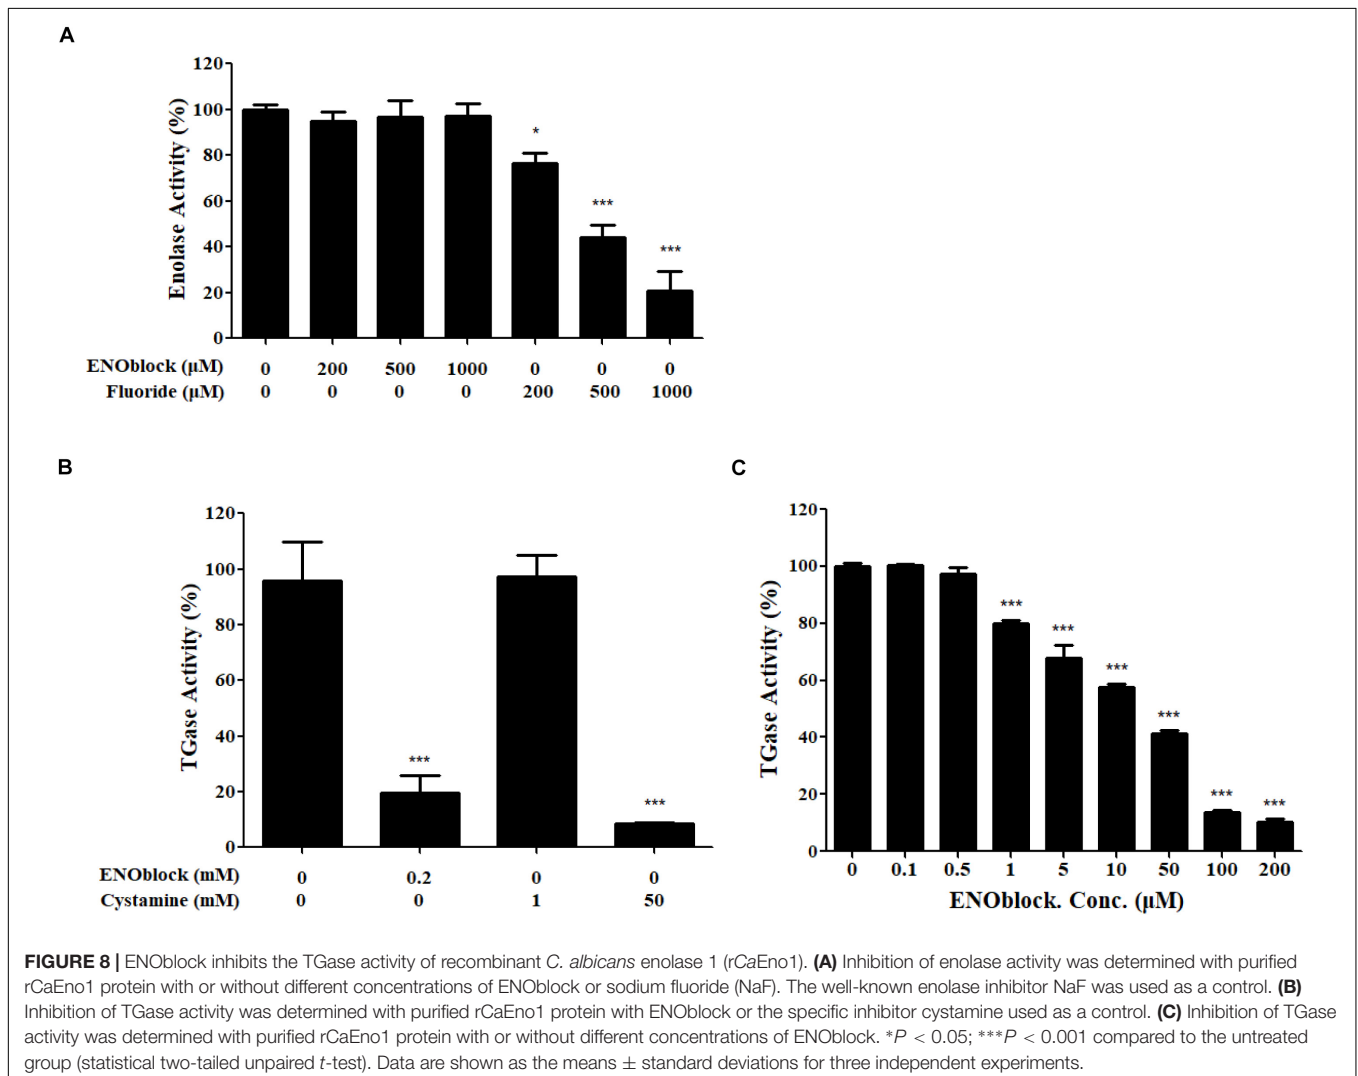 A
120
100
80
60
40
20
0
Enolase Activity (%)
*
***
***
ENOblock (µM) 0 200 500 1000 0 0 0
Fluoride (µM) 0 0 0 0 200 500 1000
B
120
100
80
60
40
20
0
TGase Activity (%)
***
***
ENOblock (mM) 0 0.2 0 0
Cystamine (mM) 0 0 1 50
C
120
100
80
60
40
20
0
TGase Activity (%)
***
***
***
***
***
***
0 0.1 0.5 1 5 10 50 100 200
ENOblock. Conc. (µM)
FIGURE 8 | ENOblock inhibits the TGase activity of recombinant C. albicans enolase 1 (rCaEno1). (A) Inhibition of enolase activity was determined with purified
rCaEno1 protein with or without different concentrations of ENOblock or sodium fluoride (NaF). The well-known enolase inhibitor NaF was used as a control. (B)
Inhibition of TGase activity was determined with purified rCaEno1 protein with ENOblock or the specific inhibitor cystamine used as a control. (C) Inhibition of TGase
activity was determined with purified rCaEno1 protein with or without different concentrations of ENOblock. *P < 0.05; ***P < 0.001 compared to the untreated
group (statistical two-tailed unpaired t-test). Data are shown as the means ± standard deviations for three independent experiments.